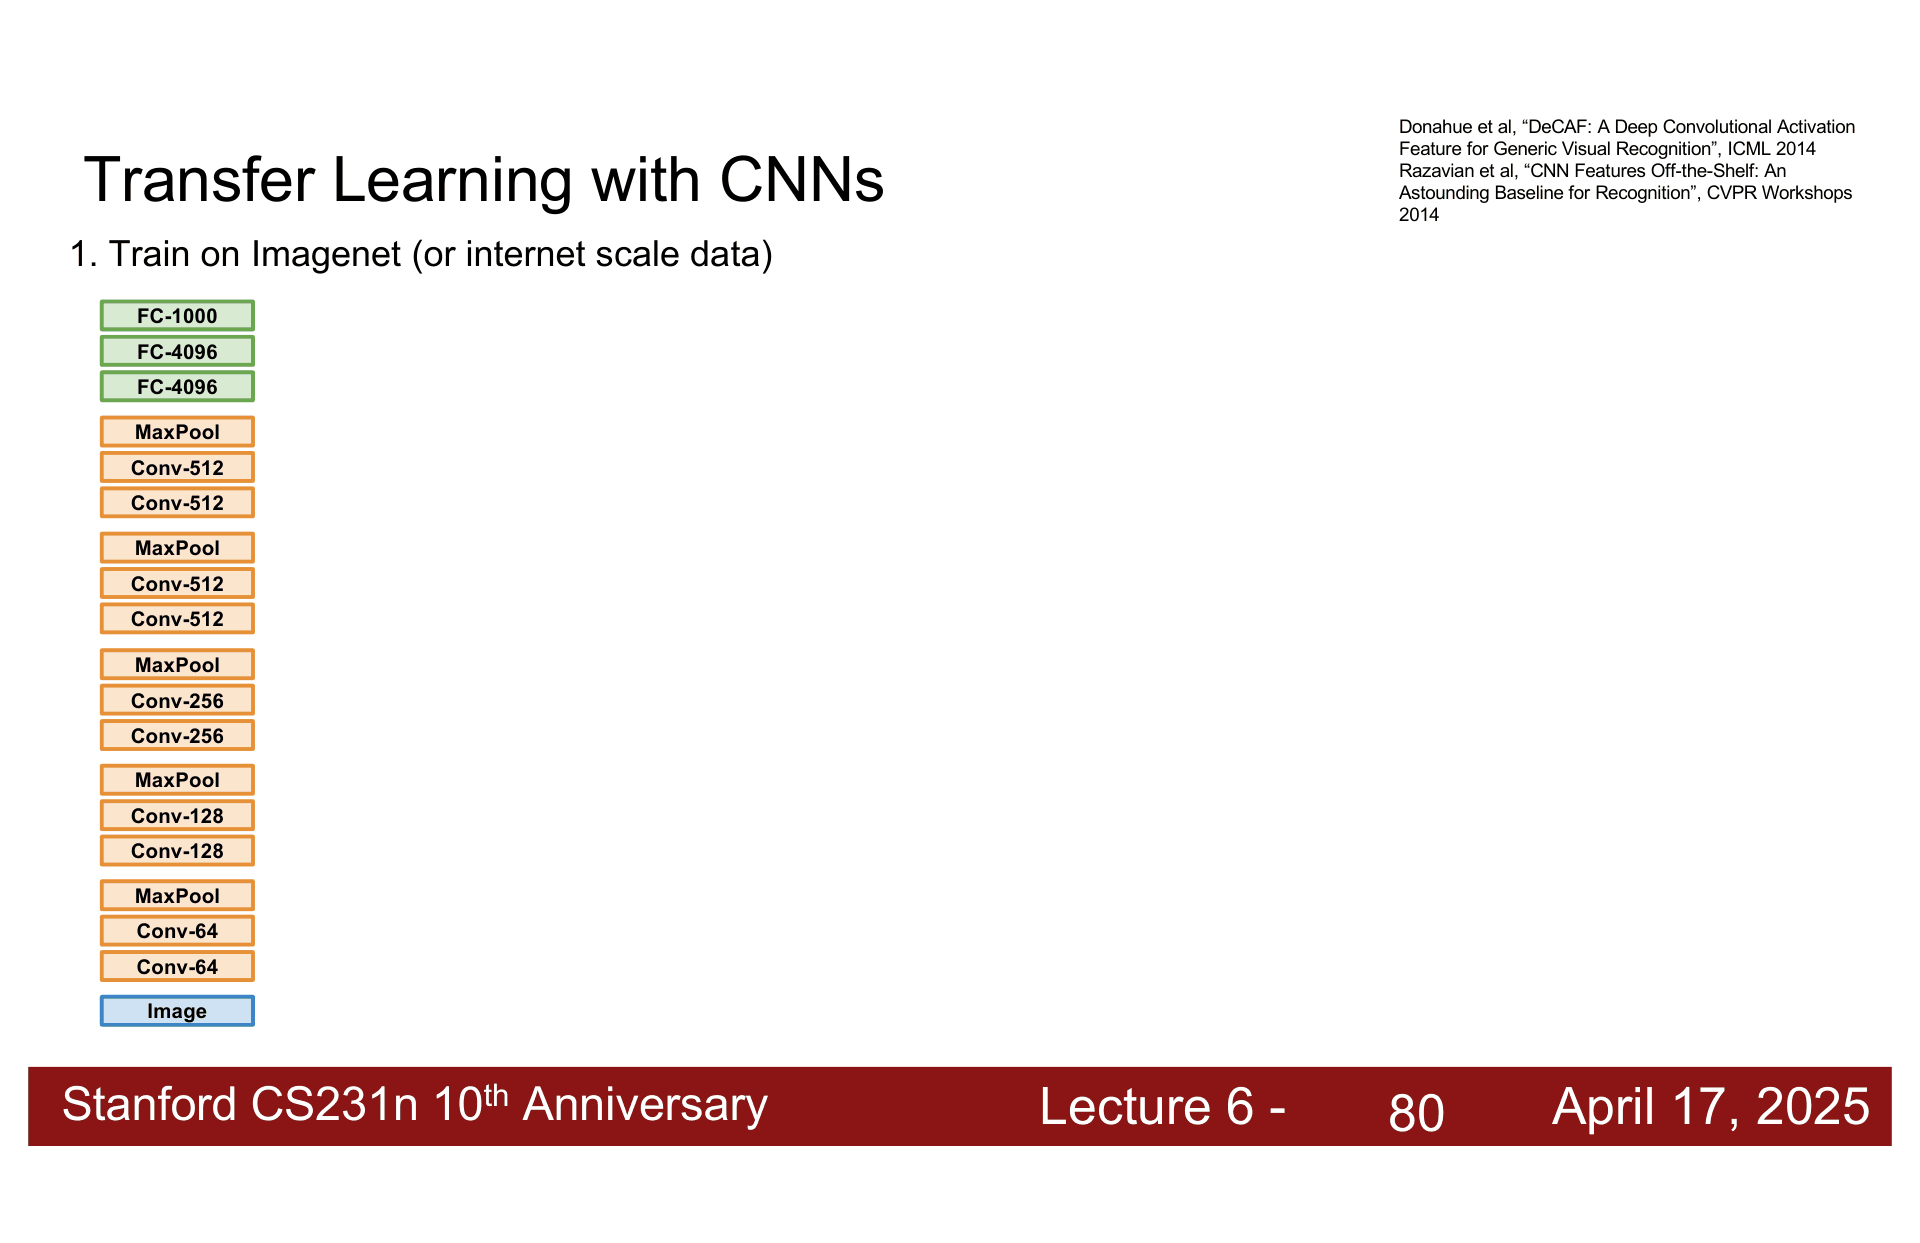 Donahue et al, “DeCAF: A Deep Convolutional Activation
Feature for Generic Visual Recognition”, ICML 2014
Razavian et al, “CNN Features Off-the-Shelf: An
Astounding Baseline for Recognition”, CVPR Workshops
2014
Transfer Learning with CNNs
1. Train on Imagenet (or internet scale data)
FC-1000
FC-4096
FC-4096
MaxPool
Conv-512
Conv-512
MaxPool
Conv-512
Conv-512
MaxPool
Conv-256
Conv-256
MaxPool
Conv-128
Conv-128
MaxPool
Conv-64
Conv-64
Image
Stanford CS231n 10th Anniversary
Lecture 6 -
80
April 17, 2025